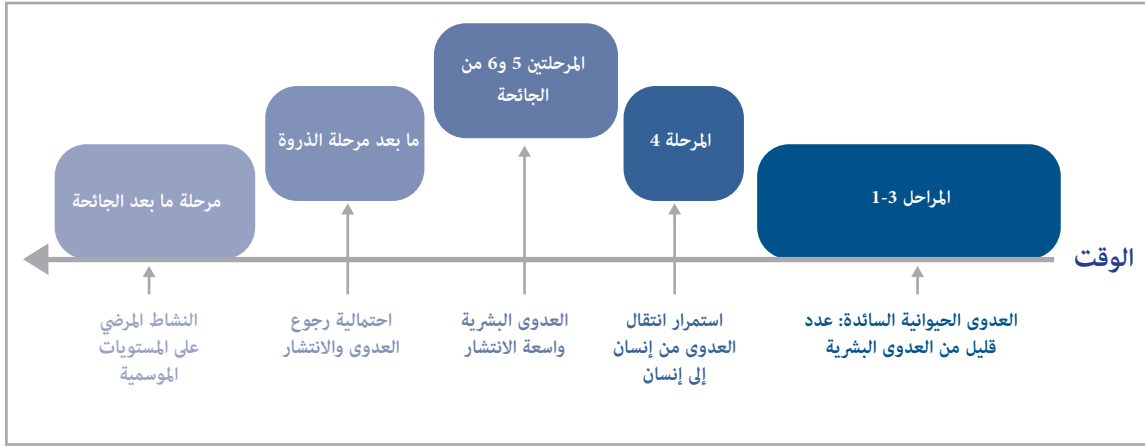 المراحل 1-3
المرحلة 4
المرحلتين 5 و6 من
الجائحة
ما بعد مرحلة الذروة
مرحلة ما بعد الجائحة
الوقت
العدوى الحيوانية السائدة: عدد
قليل من العدوى البشرية
استمرار انتقال
العدوى من إنسان
إلى إنسان
العدوى البشرية
واسعة الانتشار
احتمالية رجوع
العدوى والانتشار
النشاط المرضي
على المستويات
الموسمية